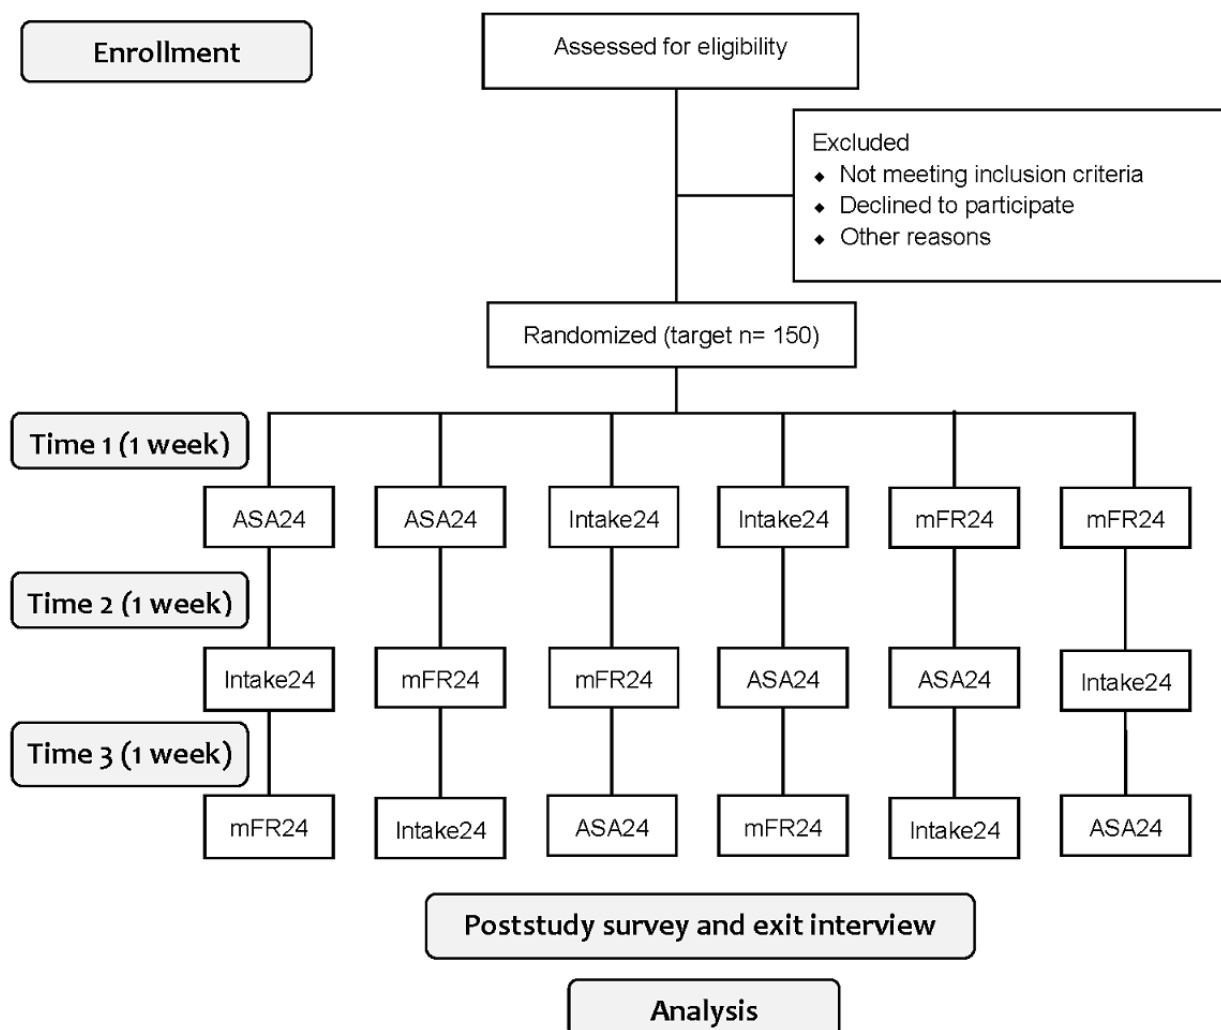 Enrollment
Assessed for eligibility
Excluded
◆ Not meeting inclusion criteria
◆ Declined to participate
◆ Other reasons
Randomized (target n= 150)
Time 1 (1 week)
ASA24
ASA24
Intake24
Intake24
mFR24
mFR24
Time 2 (1 week)
Intake24
mFR24
mFR24
ASA24
ASA24
Intake24
Time 3 (1 week)
mFR24
Intake24
ASA24
mFR24
Intake24
ASA24
Poststudy survey and exit interview
Analysis